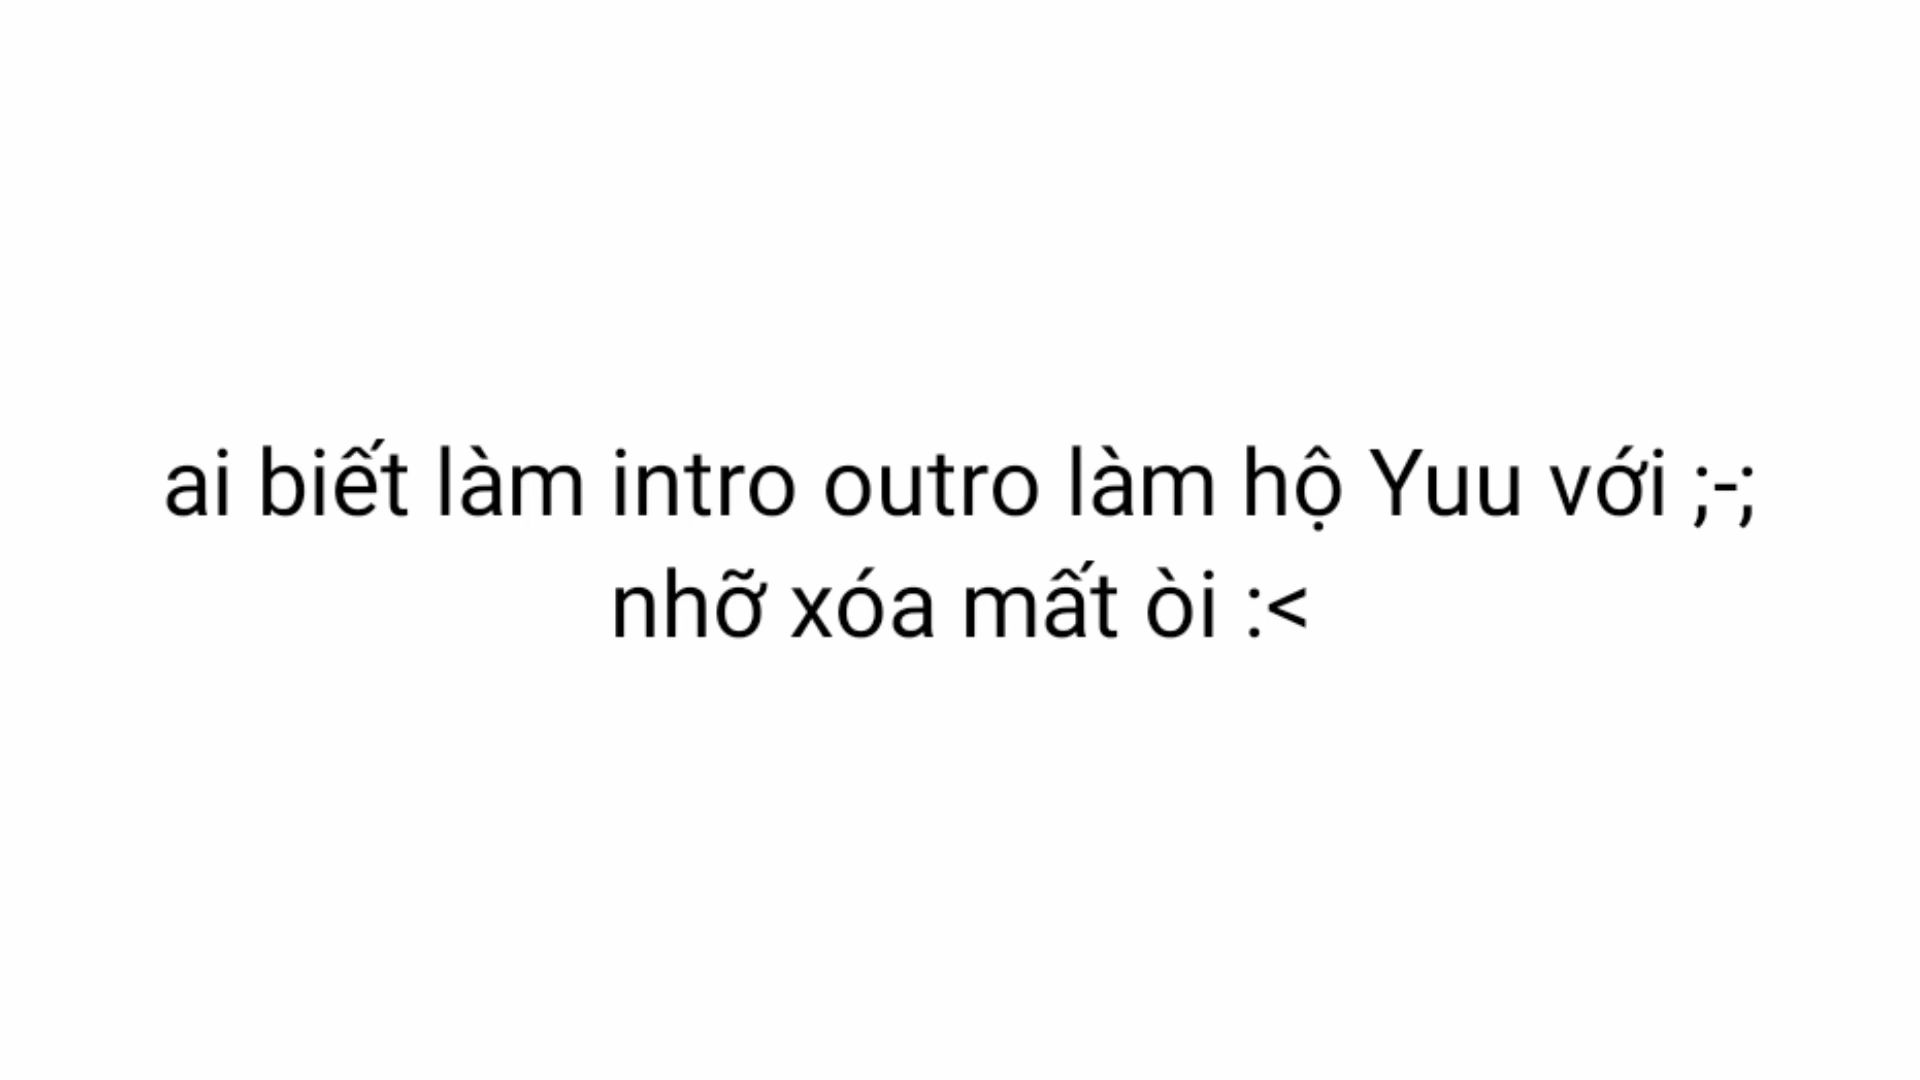 ai biết làm intro outro làm hộ Yuu với ;-;
nhỡ xóa mất òi :<